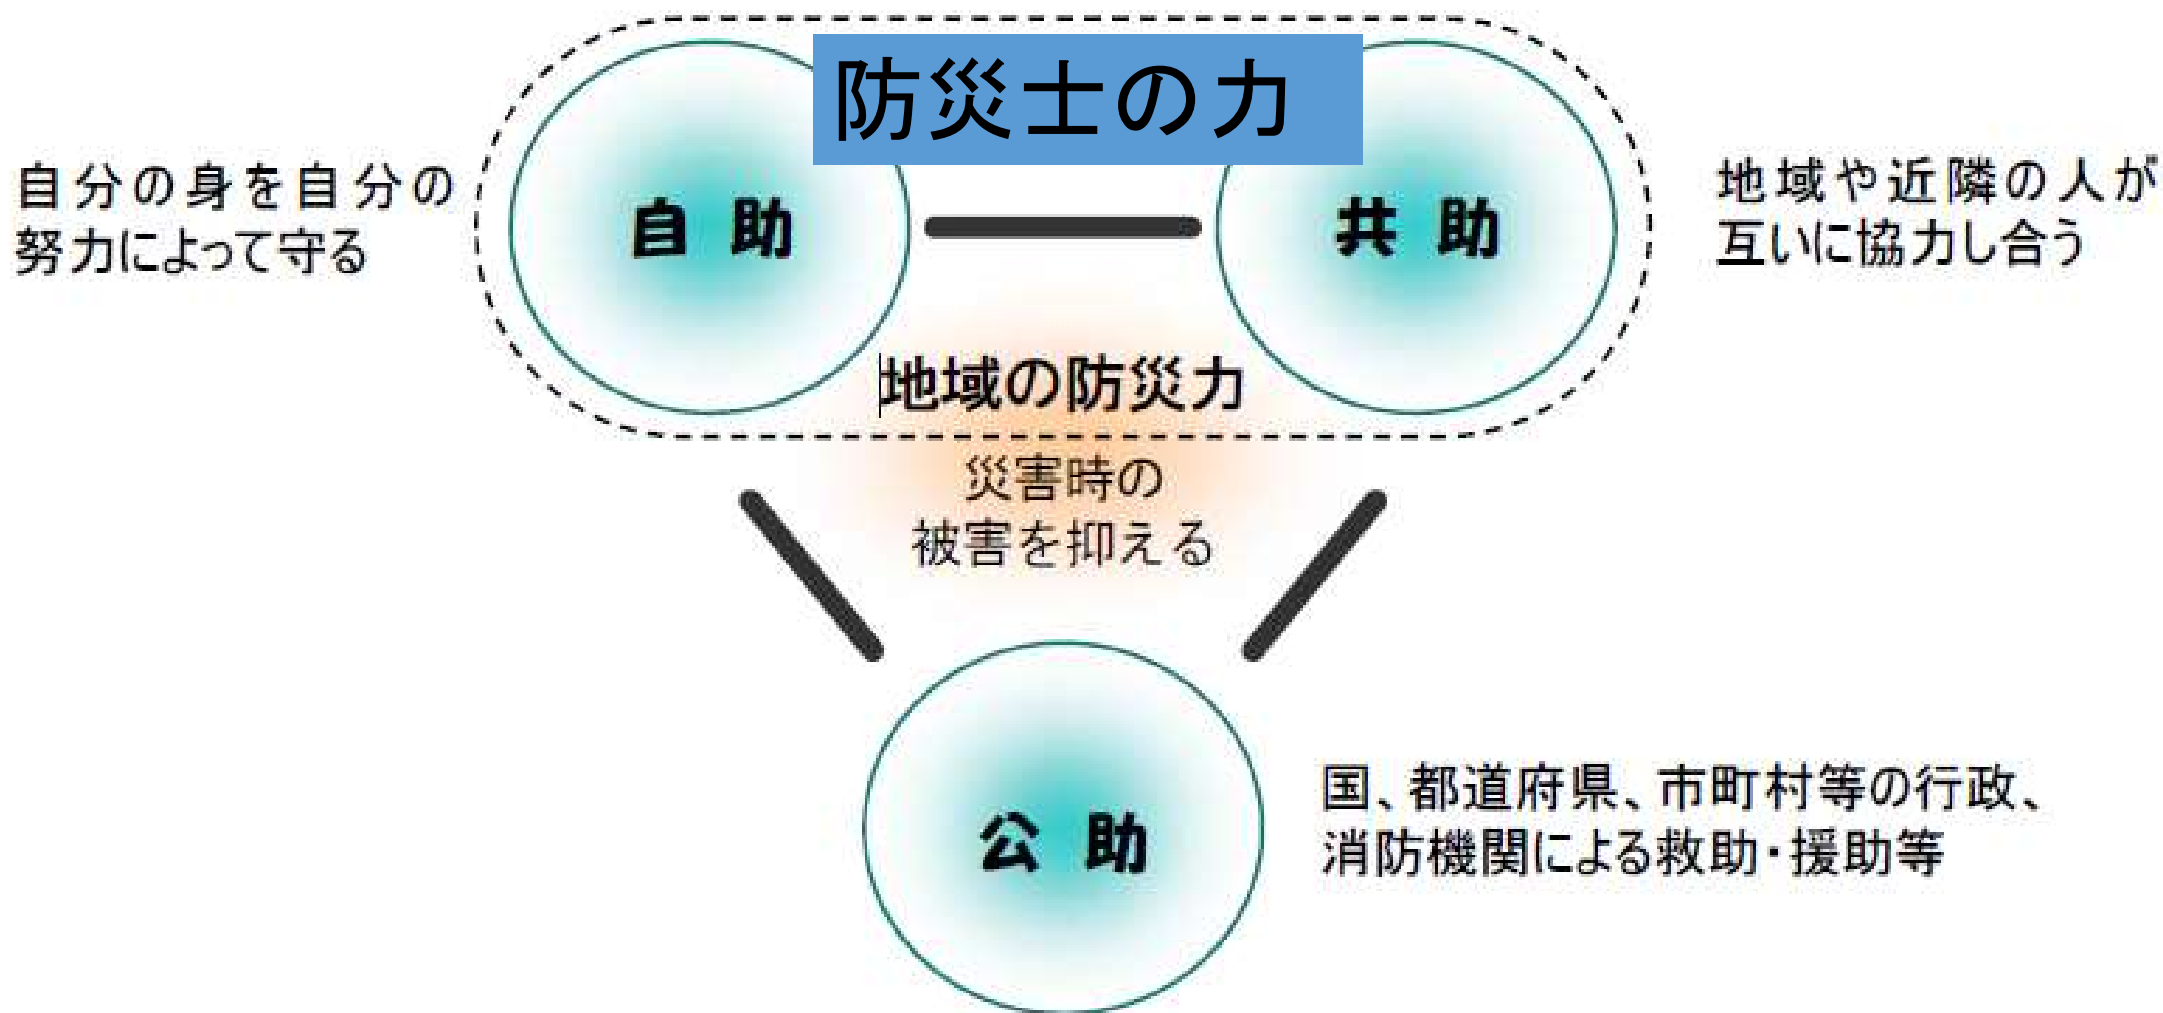 防災士の力
自分の身を自分の
努力によって守る
自助
共助
地域や近隣の人が
互いに協力し合う
地域の防災力
災害時の
被害を抑える
公助
国、都道府県、市町村等の行政、
消防機関による救助・援助等